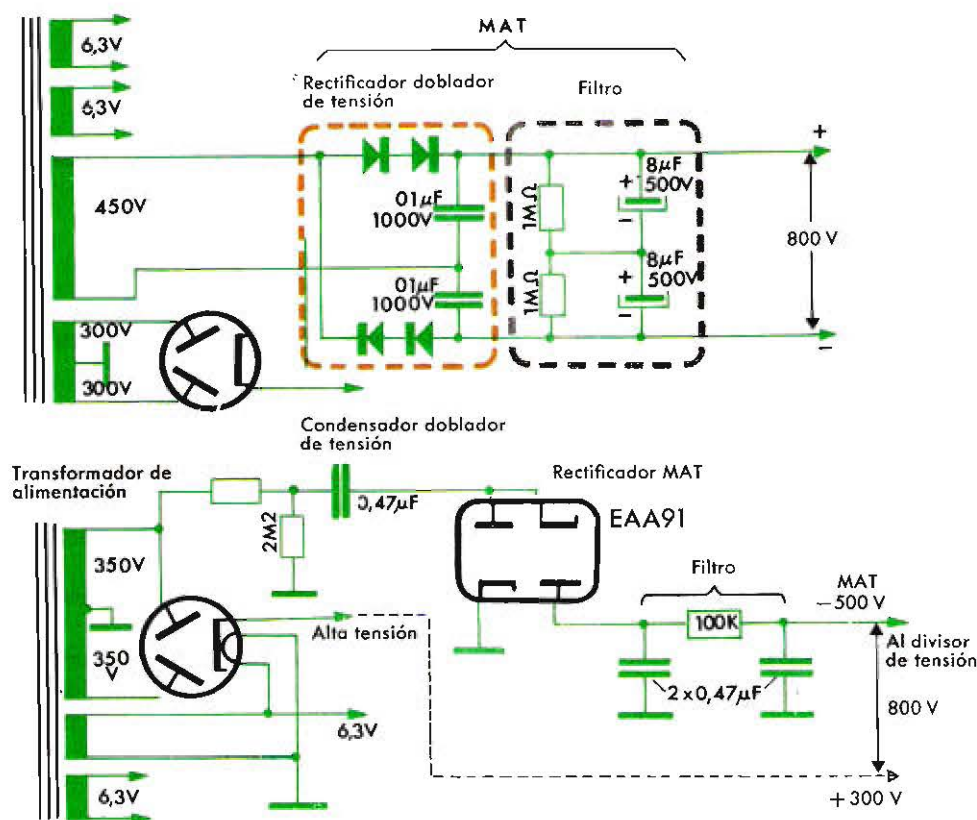 MAT
6,3V
Rectificador doblador
de tensión
Filtro
6,3V
+
450V
01µF
1000V
1MΩ
+
8µF
500V
−
800 V
01µF
1000V
1MΩ
+
8µF
500V
−
−
300V
300V
Condensador doblador
de tensión
Transformador de
alimentación
Rectificador MAT
0,47µF
EAA91
2M2
350V
Filtro
MAT
−500 V
Alta tensión
100K
Al divisor
de tensión
350
V
2 x 0,47µF
800 V
6,3V
6,3V
+ 300 V